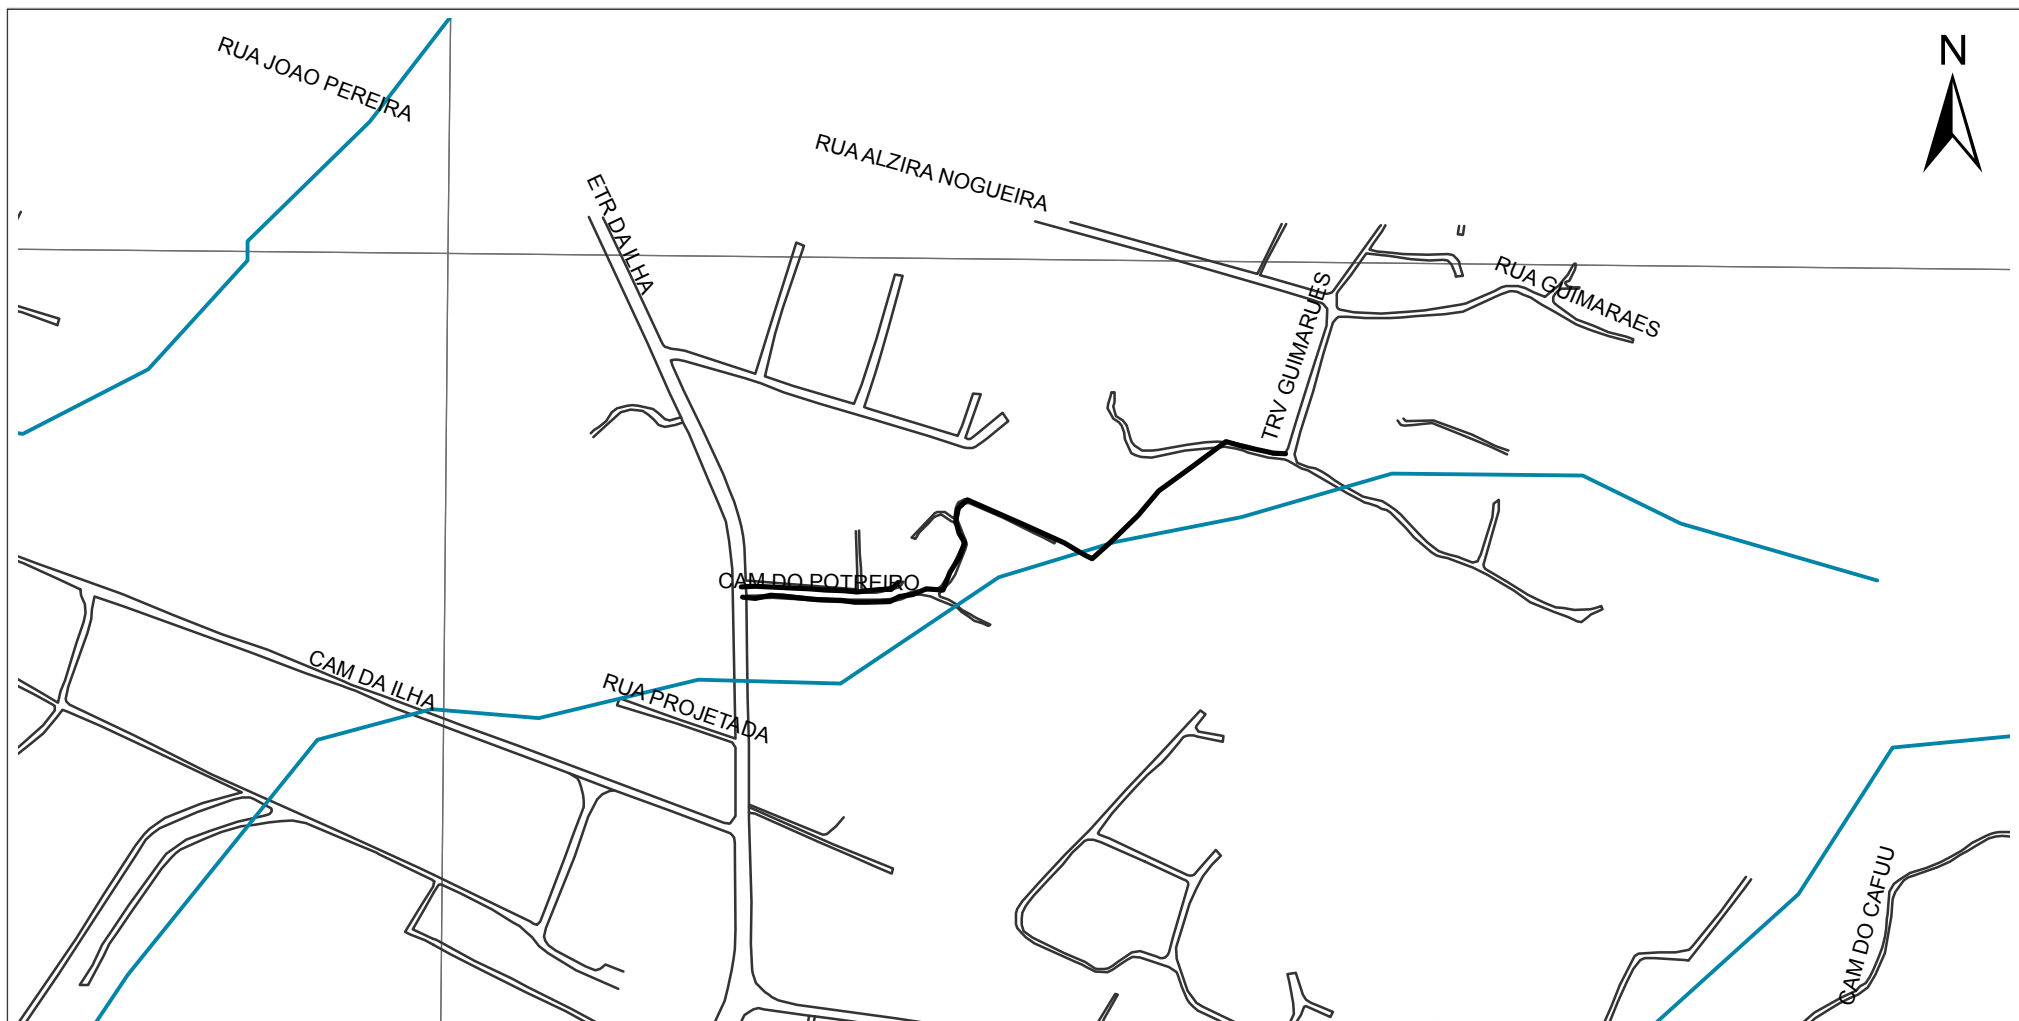 RUA JOAO PEREIRA
N
RUA ALZIRA NOGUEIRA
ETR DA ILHA
RUA GUIMARAES
TRV GUIMARUES
CAM DO POTREIRO
CAM DA ILHA
RUA PROJETADA
CAM DO CAFUU